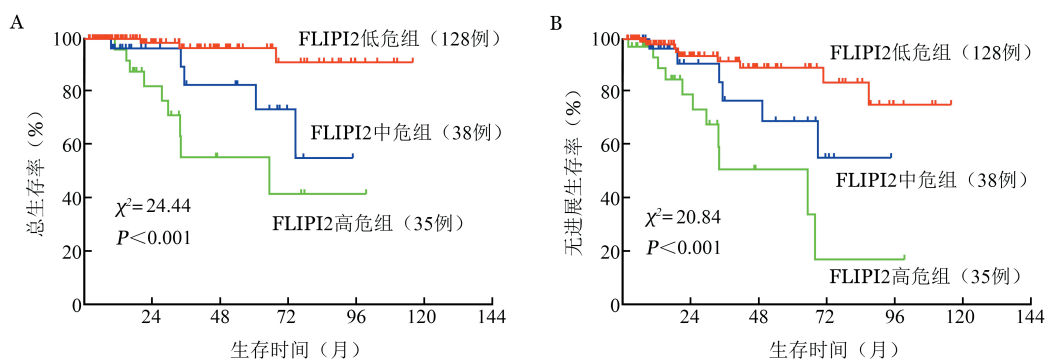 A
100
80
60
40
20
0
24
48
72
96
120
144
总生存率（%）
生存时间（月）
FLIPI2低危组（128例）
FLIPI2中危组（38例）
FLIPI2高危组（35例）
χ²=24.44
P＜0.001
B
100
80
60
40
20
0
24
48
72
96
120
144
无进展生存率（%）
生存时间（月）
FLIPI2低危组（128例）
FLIPI2中危组（38例）
FLIPI2高危组（35例）
χ²=20.84
P＜0.001